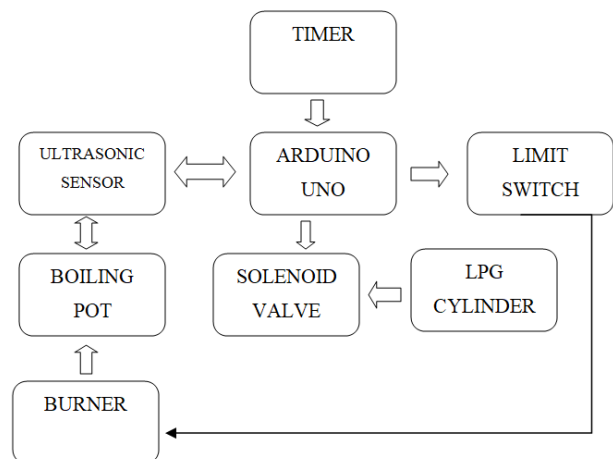 TIMER
ULTRASONIC
SENSOR
ARDUINO
UNO
LIMIT
SWITCH
BOILING
POT
SOLENOID
VALVE
LPG
CYLINDER
BURNER